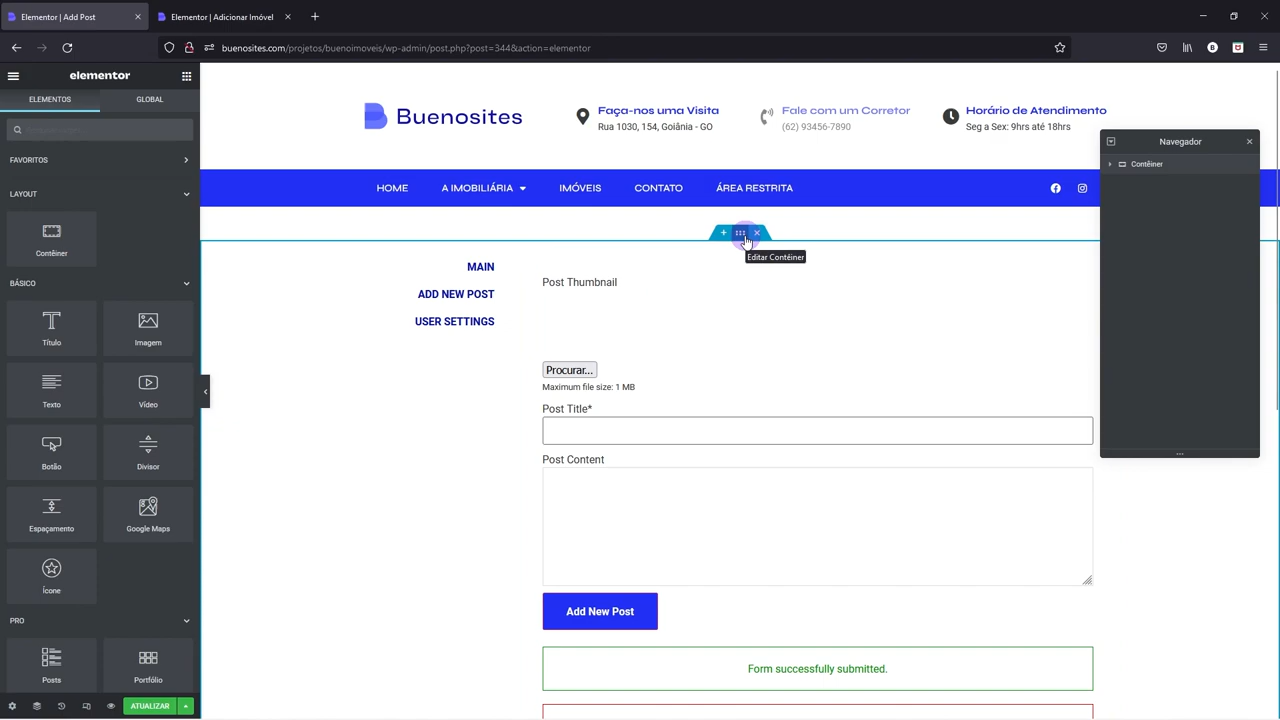 Elementor | Add Post
Elementor | Adicionar Imóvel
buenosites.com/projetos/buenoimoveis/wp-admin/post.php?post=344&action=elementor
elementor
ELEMENTOS
GLOBAL
FAVORITOS
LAYOUT
Contêiner
BÁSICO
Título
Imagem
Texto
Vídeo
Botão
Divisor
Espaçamento
Google Maps
Ícone
PRO
Posts
Portfólio
ATUALIZAR
Buenosites
Faça-nos uma Visita
Rua 1030, 154, Goiânia - GO
Fale com um Corretor
(62) 93456-7890
Horário de Atendimento
Seg a Sex: 9hrs até 18hrs
HOME
A IMOBILIÁRIA
IMÓVEIS
CONTATO
ÁREA RESTRITA
Editar Contêiner
Navegador
Contêiner
MAIN
ADD NEW POST
USER SETTINGS
Post Thumbnail
Procurar...
Maximum file size: 1 MB
Post Title*
Post Content
Add New Post
Form successfully submitted.